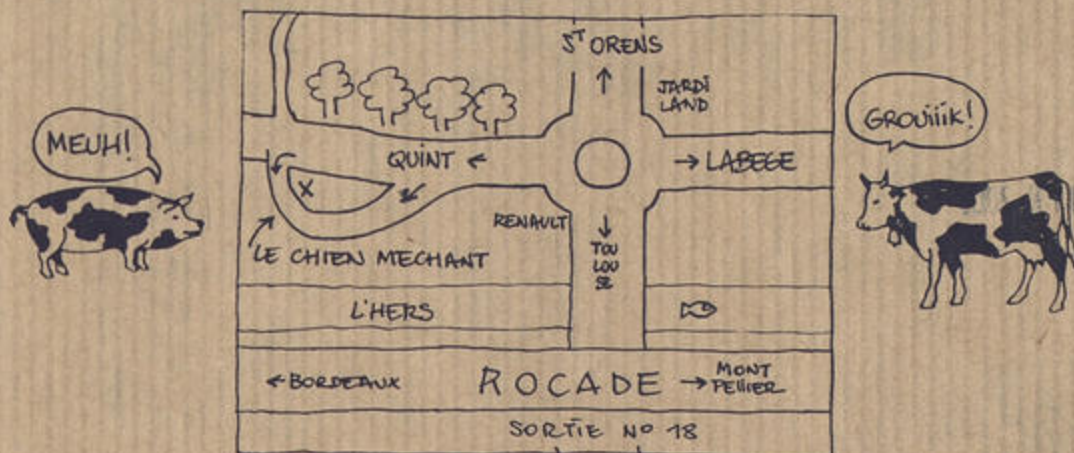 ST ORENS
JARDI
LAND
MEUH!
GROUiiiK!
QUINT ←
→ LABEGE
X
RENAULT
↓
TOU
LOU
SE
LE CHIEN MECHANT
L'HERS
← BORDEAUX
ROCADE
→ MONT
PELLIER
SORTIE No 18